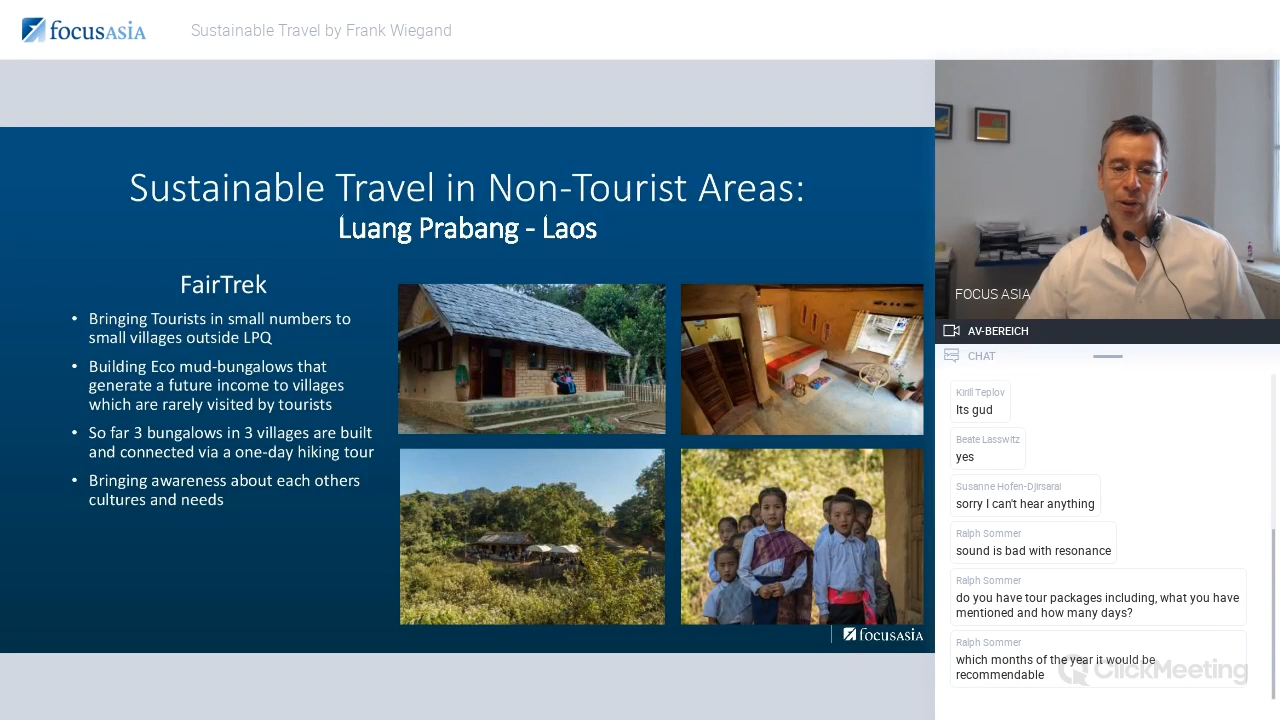 focusASIA
Sustainable Travel by Frank Wiegand
Sustainable Travel in Non-Tourist Areas:
Luang Prabang - Laos
FairTrek
• Bringing Tourists in small numbers to
small villages outside LPQ
• Building Eco mud-bungalows that
generate a future income to villages
which are rarely visited by tourists
• So far 3 bungalows in 3 villages are built
and connected via a one-day hiking tour
• Bringing awareness about each others
cultures and needs
focusASIA
FOCUS ASIA
AV-BEREICH
CHAT
Kirill Teplov
Its gud
Beate Lasswitz
yes
Susanne Hofen-Djirsarai
sorry I can't hear anything
Ralph Sommer
sound is bad with resonance
Ralph Sommer
do you have tour packages including, what you have
mentioned and how many days?
Ralph Sommer
which months of the year it would be
recommendable
ClickMeeting